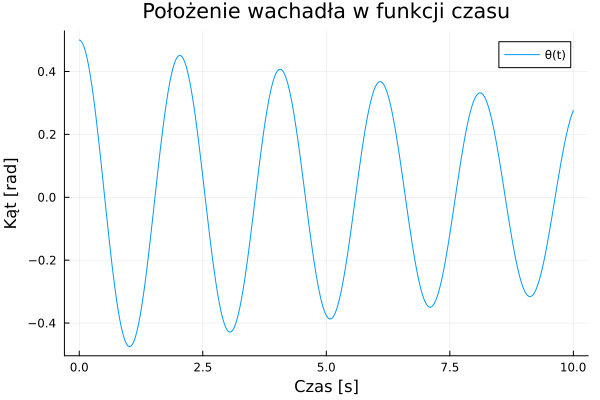 Położenie wachadła w funkcji czasu
θ(t)
0.4
0.2
0.0
−0.2
−0.4
Kąt [rad]
0.0 2.5 5.0 7.5 10.0
Czas [s]